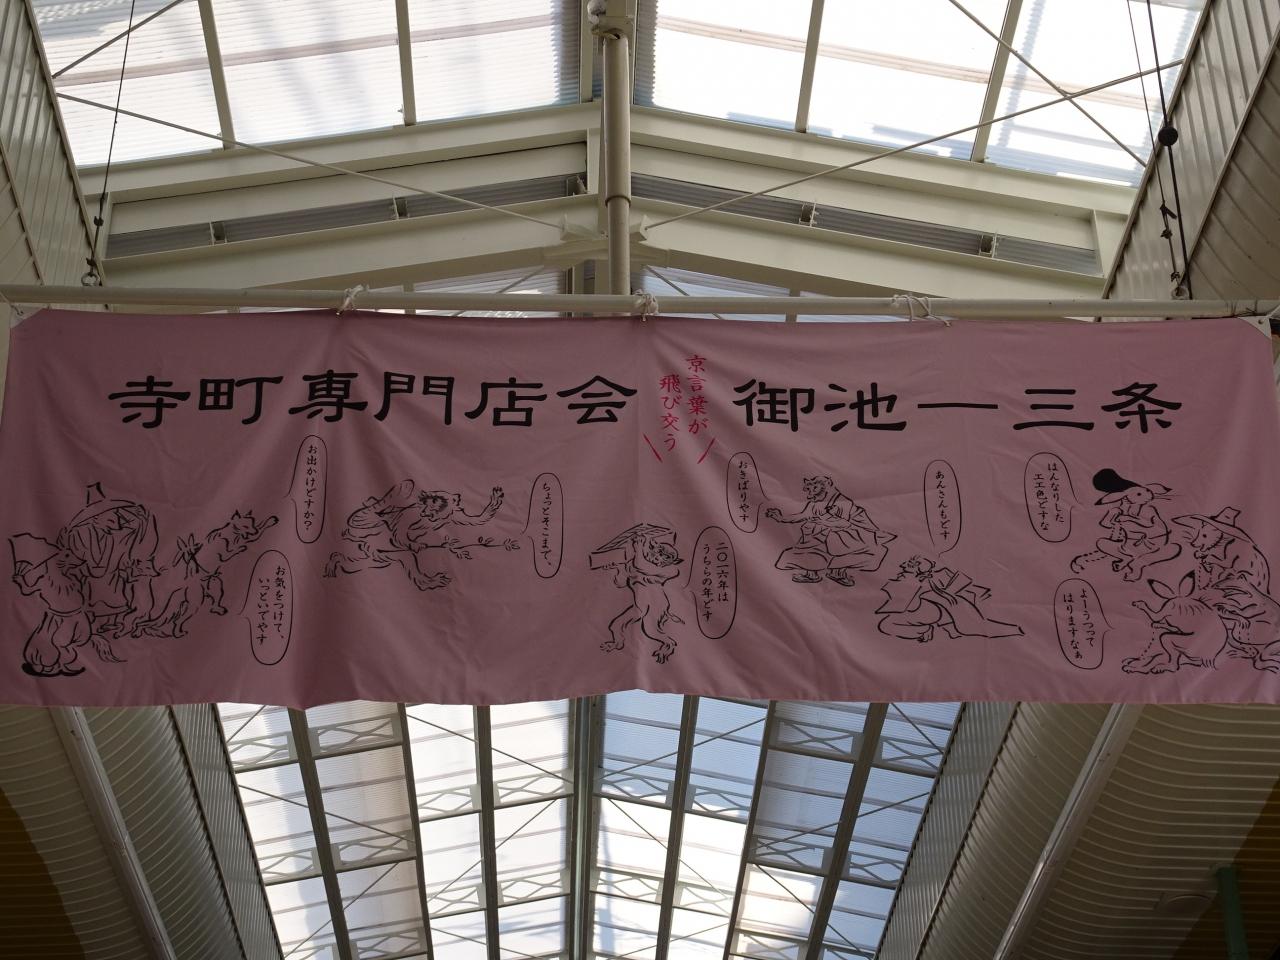 寺町専門店会
京言葉が
飛び交う
御池ー三条
お出かけどすか?
お気をつけて、
いっといてやす
ちょっとそこまで、
二〇一六年は
うちらの年どす
おきばりやす
あんさんもどす
はんなりした
エエ色どすな
よーうつって
はりますなぁ